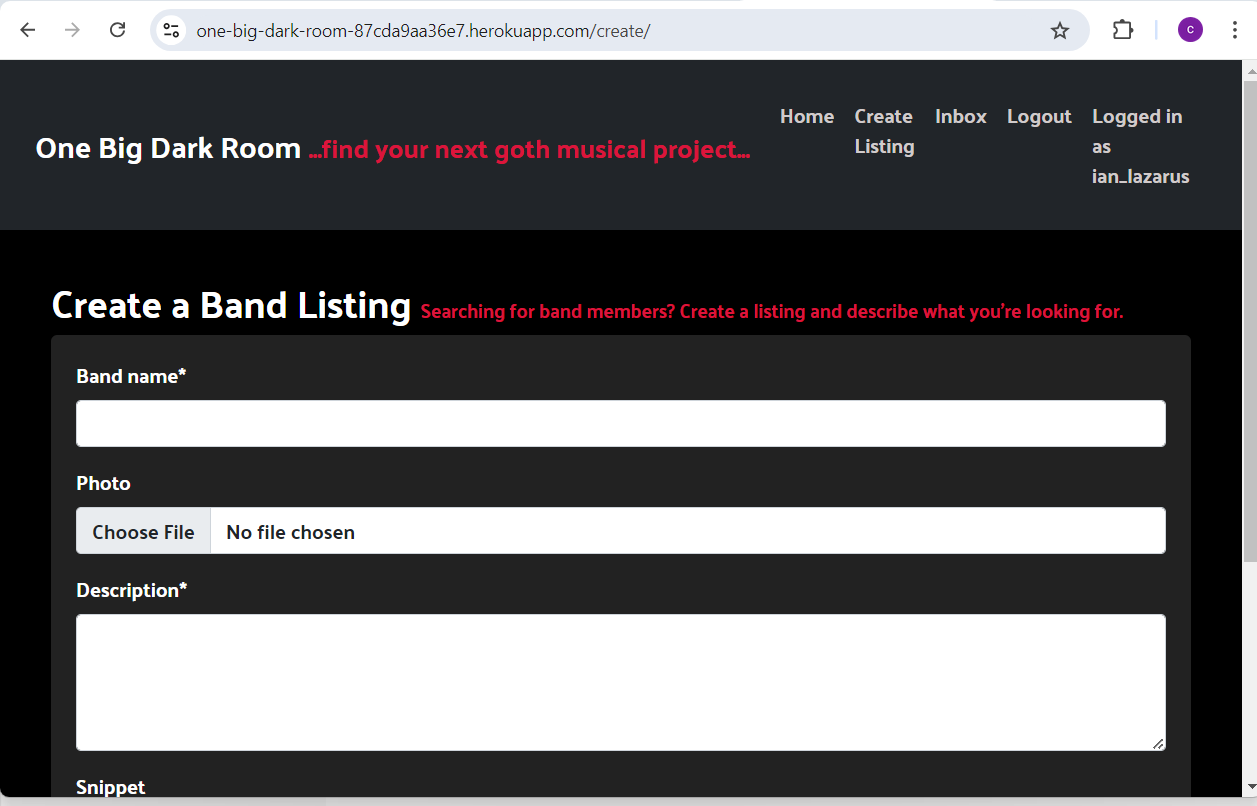 one-big-dark-room-87cda9aa36e7.herokuapp.com/create/
C
One Big Dark Room ...find your next goth musical project...
Home Create Listing Inbox Logout Logged in as ian_lazarus
Create a Band Listing Searching for band members? Create a listing and describe what you're looking for.
Band name*
Photo
Choose File No file chosen
Description*
Snippet